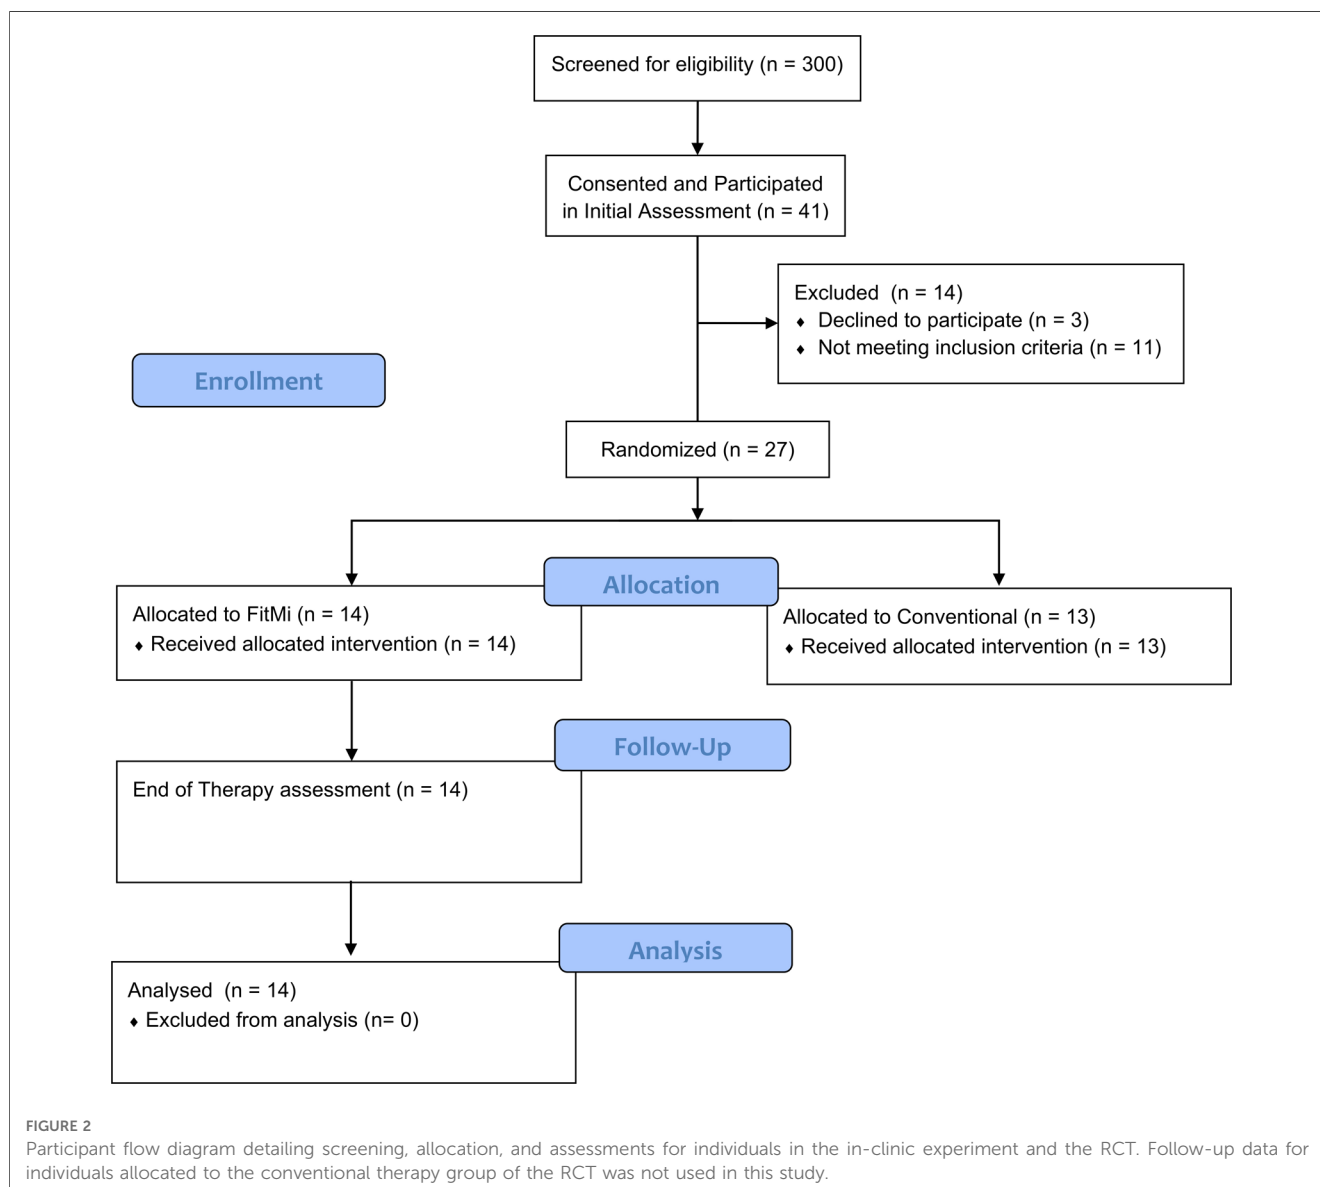 Screened for eligibility (n = 300)
Consented and Participated
in Initial Assessment (n = 41)
Excluded  (n = 14)
♦ Declined to participate (n = 3)
♦ Not meeting inclusion criteria (n = 11)
Enrollment
Randomized (n = 27)
Allocation
Allocated to FitMi (n = 14)
♦ Received allocated intervention (n = 14)
Allocated to Conventional (n = 13)
♦ Received allocated intervention (n = 13)
Follow-Up
End of Therapy assessment (n = 14)
Analysis
Analysed  (n = 14)
♦ Excluded from analysis (n= 0)
FIGURE 2
Participant flow diagram detailing screening, allocation, and assessments for individuals in the in-clinic experiment and the RCT. Follow-up data for
individuals allocated to the conventional therapy group of the RCT was not used in this study.